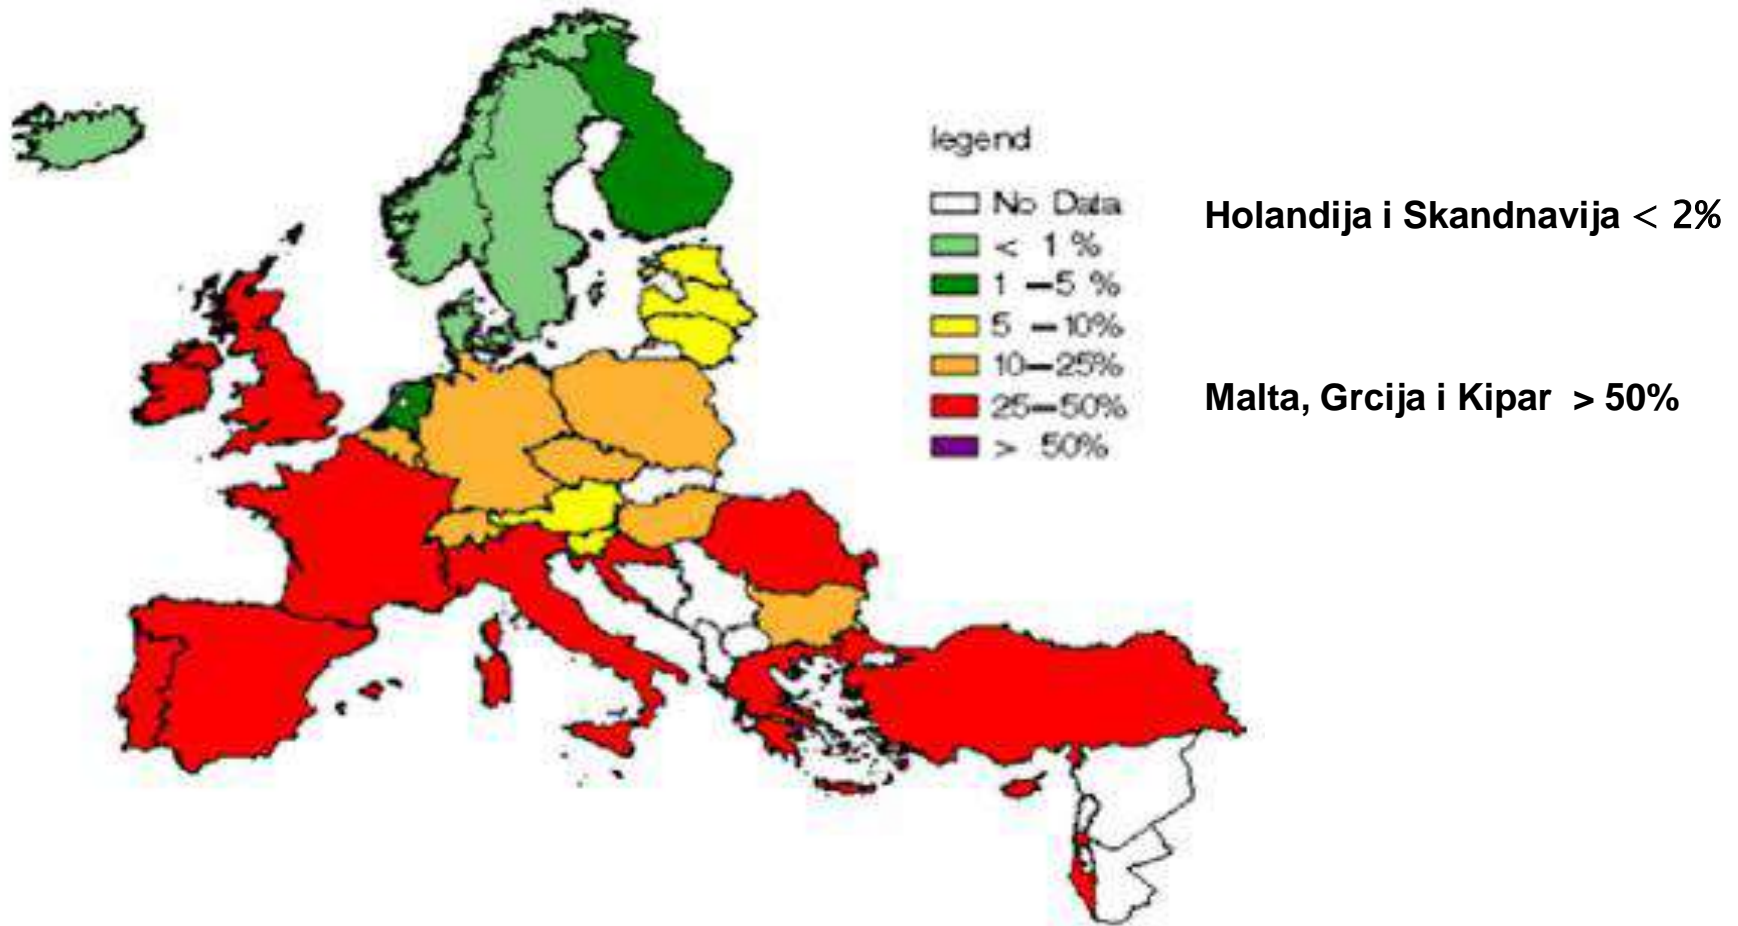 legend
No Data
< 1 %
1 –5 %
5 –10%
10–25%
25–50%
> 50%
Holandija i Skandnavija < 2%
Malta, Grcija i Kipar > 50%